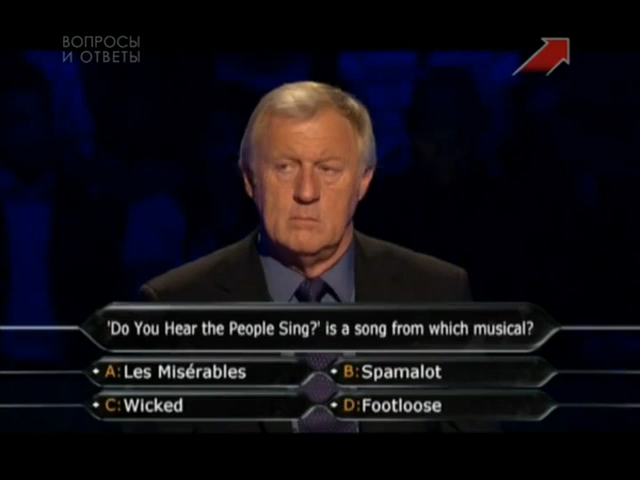 ВОПРОСЫ
И ОТВЕТЫ
'Do You Hear the People Sing?' is a song from which musical?
A: Les Misérables
B: Spamalot
C: Wicked
D: Footloose